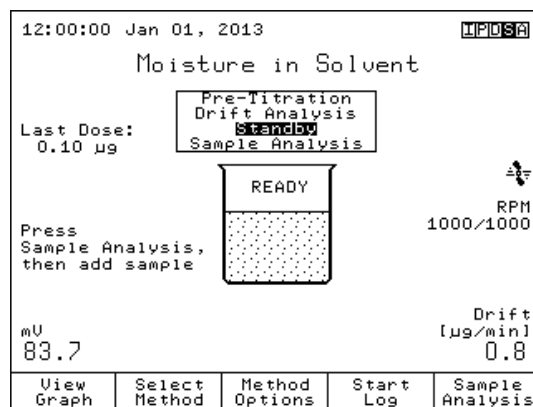 12:00:00 Jan 01, 2013 IPDSA
Moisture in Solvent
Pre-Titration
Drift Analysis
Standby
Sample Analysis
Last Dose:
0.10 µg
READY
RPM
1000/1000
Press
Sample Analysis,
then add sample
mV
83.7
Drift
[µg/min]
0.8
View Graph
Select Method
Method Options
Start Log
Sample Analysis